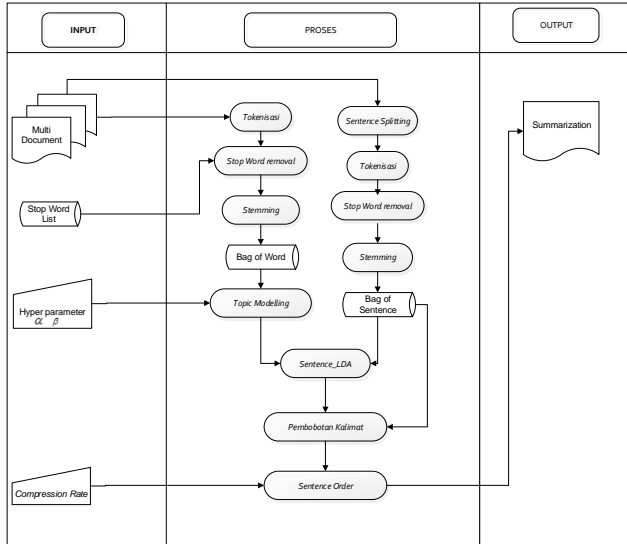 INPUT
PROSES
OUTPUT
Multi
Document
Tokenisasi
Sentence Splitting
Summarization
Stop Word removal
Tokenisasi
Stop Word
List
Stemming
Stop Word removal
Bag of Word
Stemming
Hyper parameter
α β
Topic Modelling
Bag of
Sentence
Sentence_LDA
Pembobotan Kalimat
Compression Rate
Sentence Order